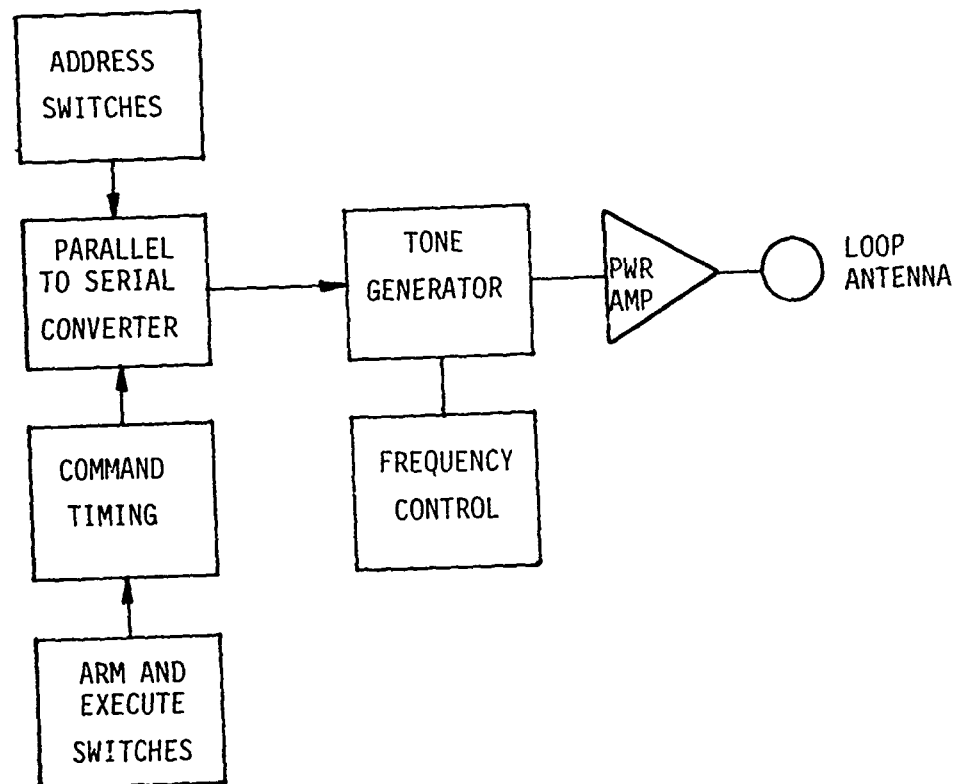 ADDRESS
SWITCHES
PARALLEL
TO SERIAL
CONVERTER
TONE
GENERATOR
PWR
AMP
LOOP
ANTENNA
COMMAND
TIMING
FREQUENCY
CONTROL
ARM AND
EXECUTE
SWITCHES